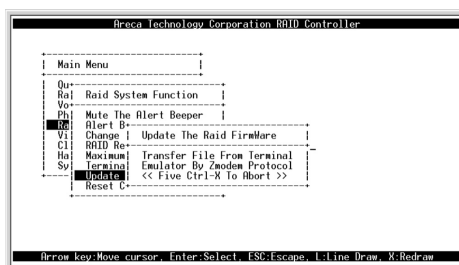 Areca Technology Corporation RAID Controller
Main Menu
Qu
Ra Raid System Function
Vo
Ph Mute The Alert Beeper
Ra Alert B
Vi Change Update The Raid FirmWare
Cl RAID Re
Ha Maximum Transfer File From Terminal
Sy Termina Emulator By Zmodem Protocol
Update << Five Ctrl-X To Abort >>
Reset C
Arrow key:Move cursor, Enter:Select, ESC:Escape, L:Line Draw, X:Redraw